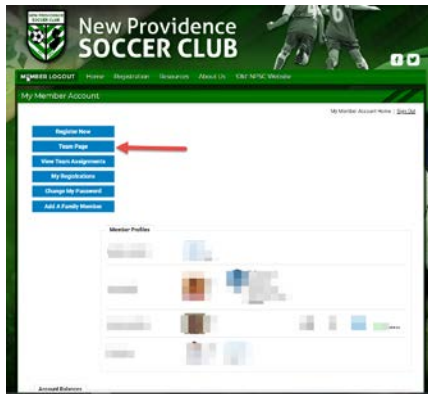 New Providence
SOCCER CLUB
MEMBER LOGOUT Home Registration Resources About Us Old NPSC Website
My Member Account
My Member Account Home | Sign Out
Register Now
Team Page
View Team Assignments
My Registrations
Change My Password
Add A Family Member
Member Profiles
Account Balances